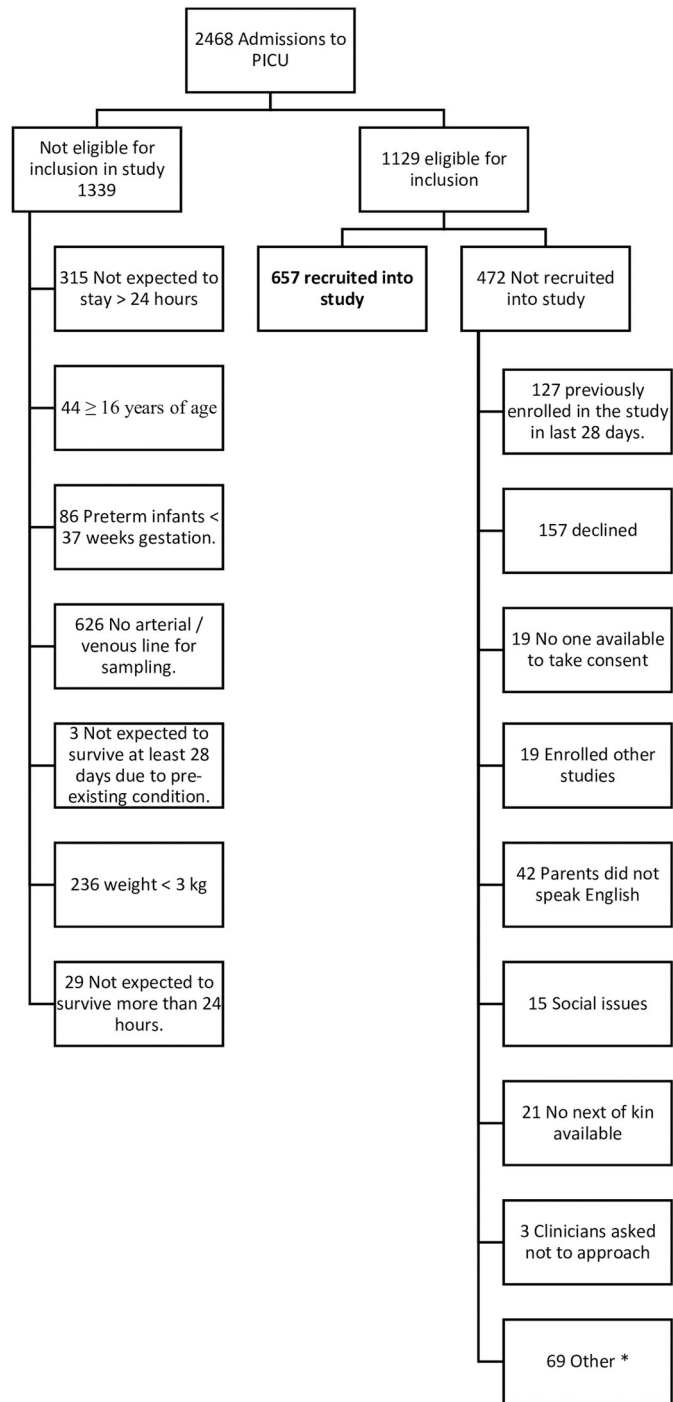 2468 Admissions to
PICU
Not eligible for
inclusion in study
1339
1129 eligible for
inclusion
315 Not expected to
stay > 24 hours
44 ≥ 16 years of age
86 Preterm infants <
37 weeks gestation.
626 No arterial /
venous line for
sampling.
3 Not expected to
survive at least 28
days due to pre-
existing condition.
236 weight < 3 kg
29 Not expected to
survive more than 24
hours.
657 recruited into
study
472 Not recruited
into study
127 previously
enrolled in the study
in last 28 days.
157 declined
19 No one available
to take consent
19 Enrolled other
studies
42 Parents did not
speak English
15 Social issues
21 No next of kin
available
3 Clinicians asked
not to approach
69 Other *